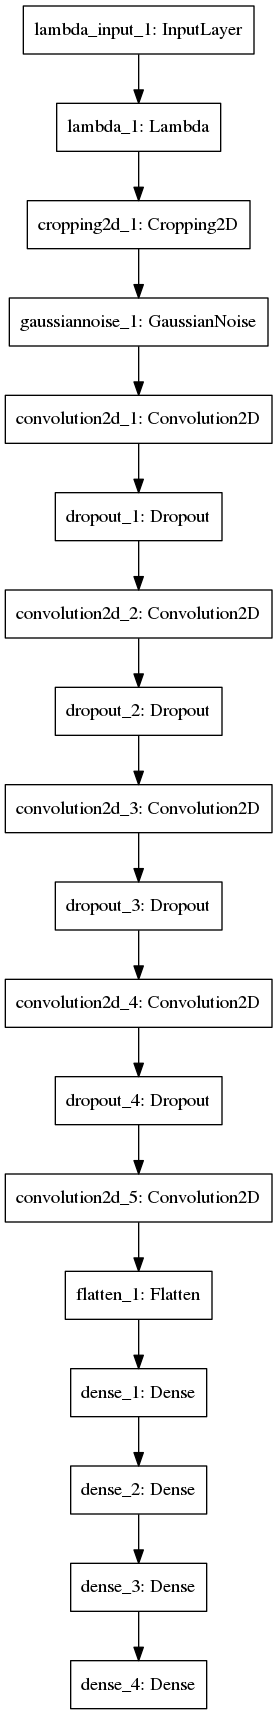 lambda_input_1: InputLayer
lambda_1: Lambda
cropping2d_1: Cropping2D
gaussiannoise_1: GaussianNoise
convolution2d_1: Convolution2D
dropout_1: Dropout
convolution2d_2: Convolution2D
dropout_2: Dropout
convolution2d_3: Convolution2D
dropout_3: Dropout
convolution2d_4: Convolution2D
dropout_4: Dropout
convolution2d_5: Convolution2D
flatten_1: Flatten
dense_1: Dense
dense_2: Dense
dense_3: Dense
dense_4: Dense